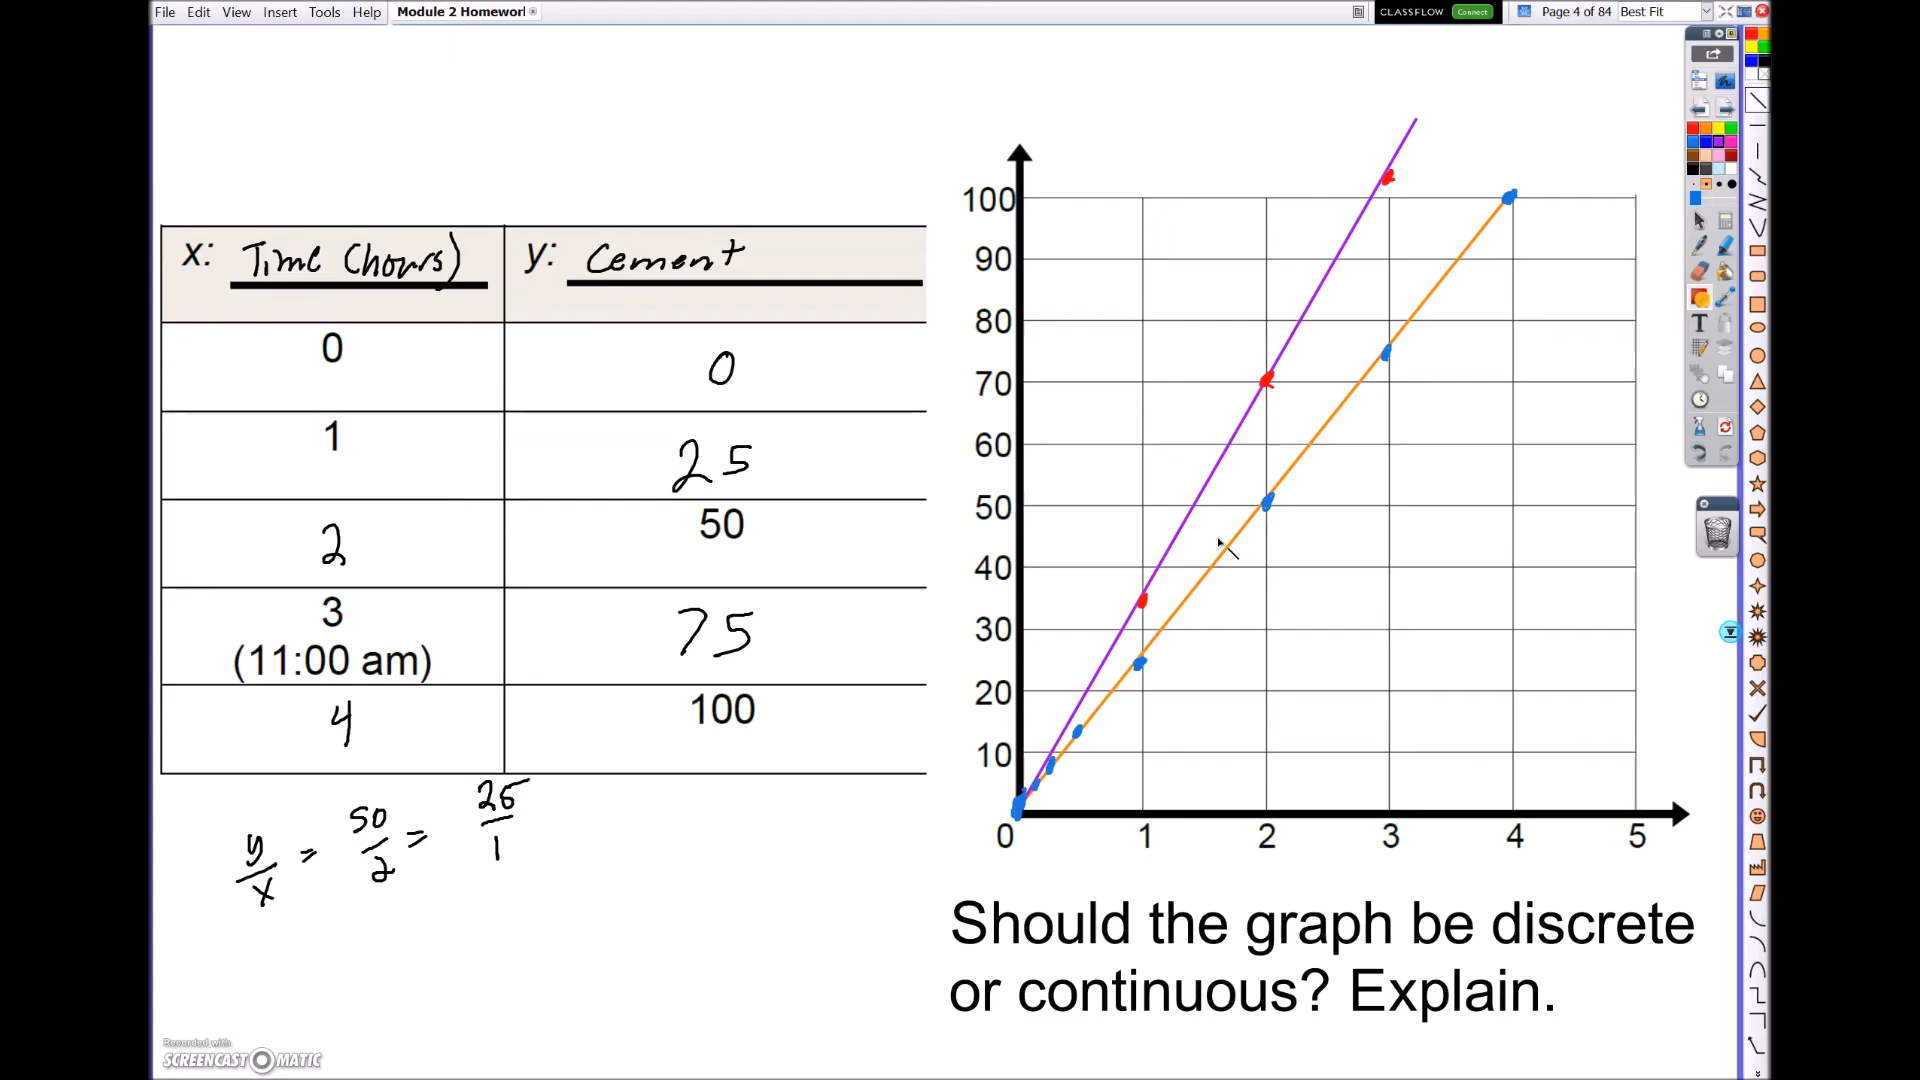 File Edit View Insert Tools Help Module 2 Homework CLASSFLOW Connect Page 4 of 84 Best Fit
x: Time (hours) y: Cement
0 0
1 25
2 50
3 75
(11:00 am)
4 100
y/x = 50/2 = 25/1
100
90
80
70
60
50
40
30
20
10
0 1 2 3 4 5
Should the graph be discrete
or continuous? Explain.
T
Recorded with
SCREENCAST MATIC